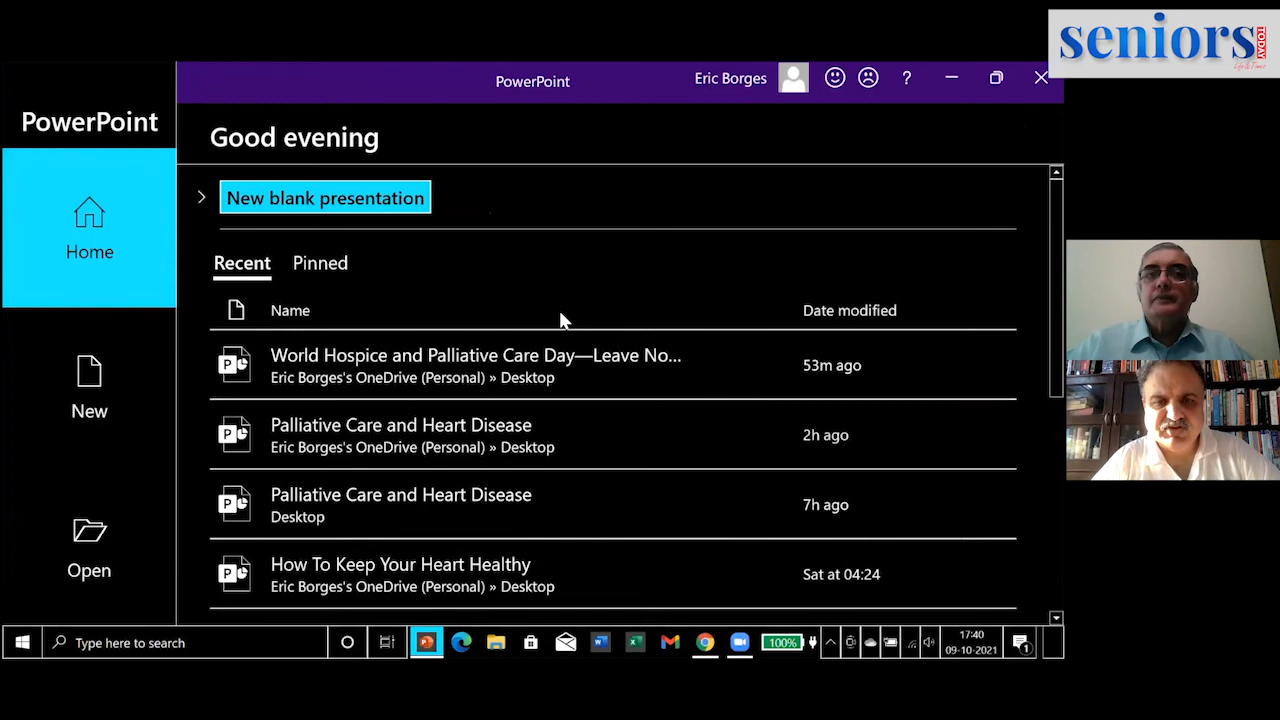 seniors
TODAY
Life & Times
PowerPoint
Eric Borges
?
PowerPoint
Good evening
New blank presentation
Home
Recent Pinned
Name Date modified
World Hospice and Palliative Care Day—Leave No...
Eric Borges's OneDrive (Personal) » Desktop
53m ago
New
Palliative Care and Heart Disease
Eric Borges's OneDrive (Personal) » Desktop
2h ago
Palliative Care and Heart Disease
Desktop
7h ago
Open
How To Keep Your Heart Healthy
Eric Borges's OneDrive (Personal) » Desktop
Sat at 04:24
Type here to search
100%
17:40
09-10-2021
1